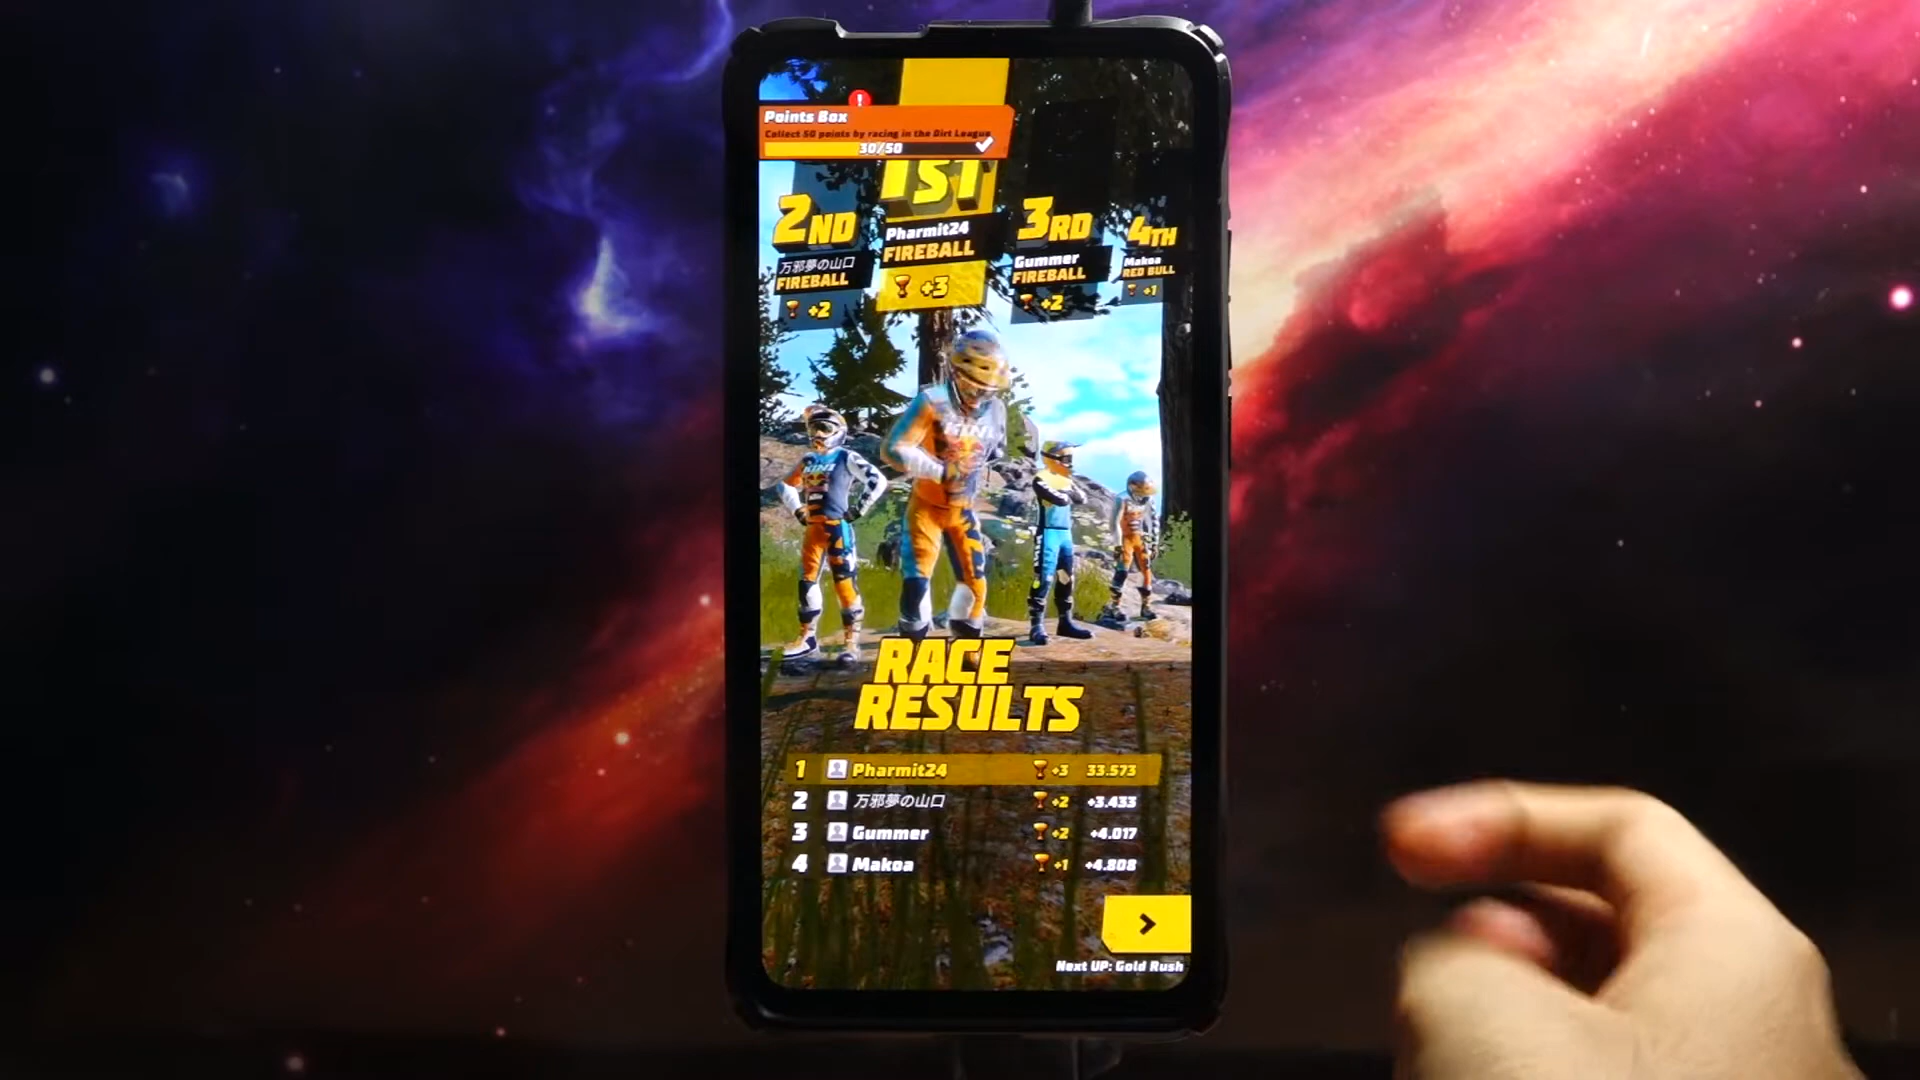 Points Box
Collect 50 points by racing in the Dirt League
30/50
1ST
Pharmit24
FIREBALL
+3
2ND
万邪夢の山口
FIREBALL
+2
3RD
Gummer
FIREBALL
+2
4TH
Makoa
RED BULL
+1
KINI
KINI
RACE
RESULTS
1 Pharmit24 +3 33.573
2 万邪夢の山口 +2 +3.433
3 Gummer +2 +4.017
4 Makoa +1 +4.808
Next UP: Gold Rush